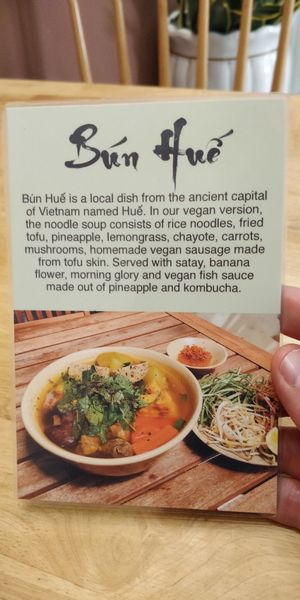 Bún Huế
Bún Huế is a local dish from the ancient capital
of Vietnam named Huế. In our vegan version,
the noodle soup consists of rice noodles, fried
tofu, pineapple, lemongrass, chayote, carrots,
mushrooms, homemade vegan sausage made
from tofu skin. Served with satay, banana
flower, morning glory and vegan fish sauce
made out of pineapple and kombucha.